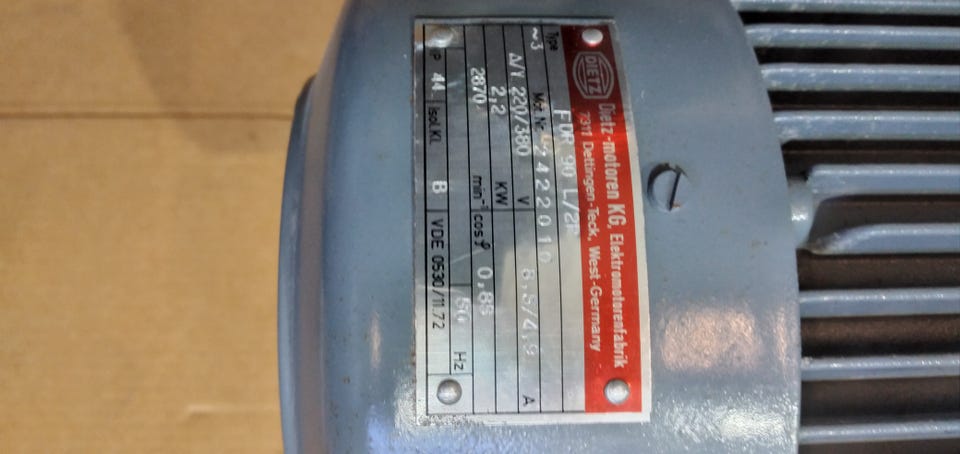 DIETZ
Dietz-motoren KG, Elektromotorenfabrik
7311 Dettingen-Teck, West-Germany
Type FDR 90 L/2F
~3 Mot. Nr. 2422010
Δ/Y 220/380 V 8,5/4,9 A
2,2 KW
2870 min⁻¹ cos φ 0,86
50 Hz
P 44 Isol.Kl. B VDE 0530/11.72